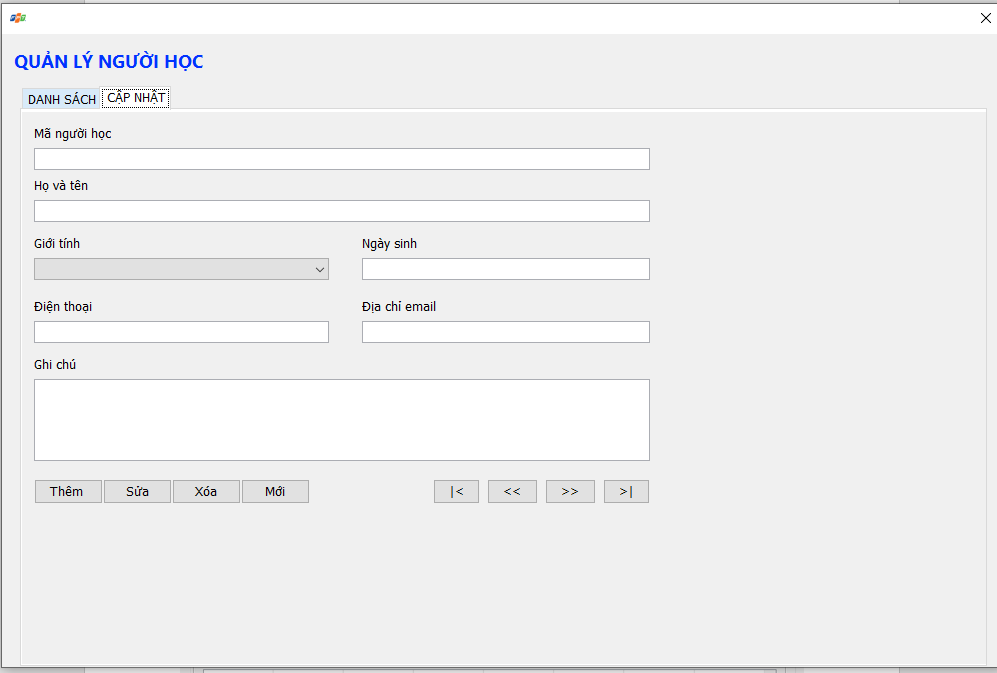 QUẢN LÝ NGƯỜI HỌC
DANH SÁCH CẬP NHẬT
Mã người học
Họ và tên
Giới tính Ngày sinh
Điện thoại Địa chỉ email
Ghi chú
Thêm Sửa Xóa Mới |< << >> >|